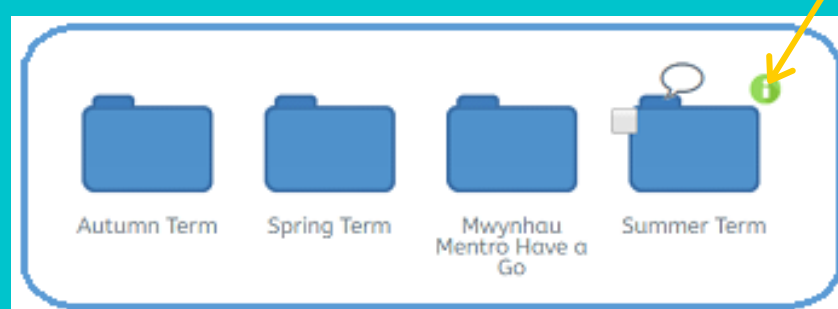 Autumn Term
Spring Term
Mwynhau
Mentro Have a
Go
Summer Term